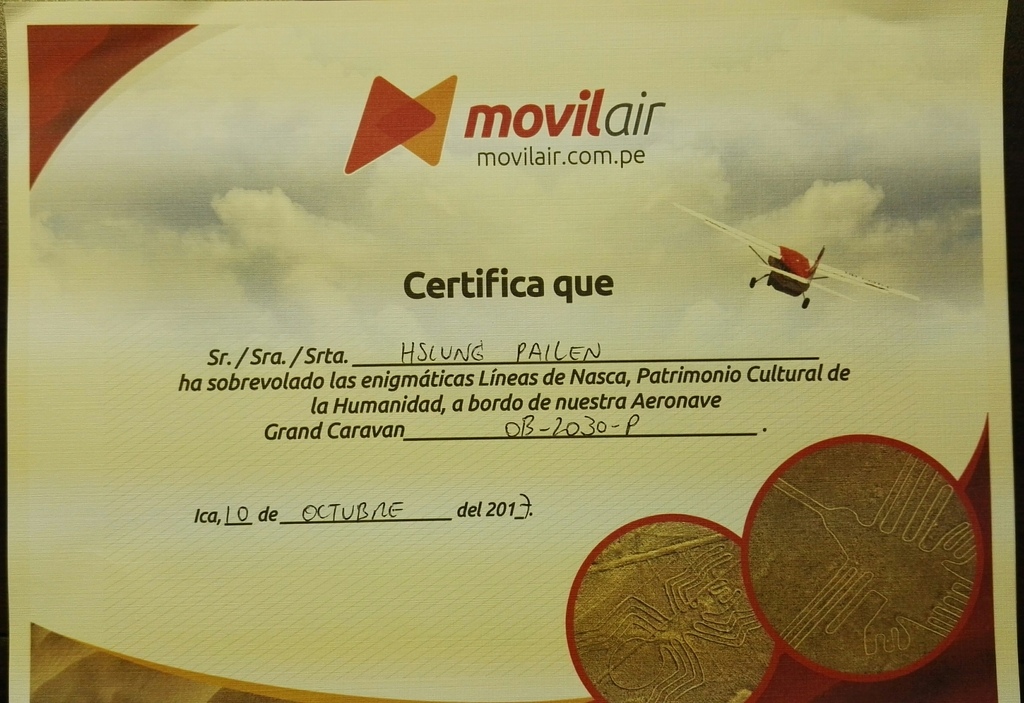 movilair
movilair.com.pe
Certifica que
Sr. / Sra. / Srta. HSIUNG PAILEN
ha sobrevolado las enigmáticas Líneas de Nasca, Patrimonio Cultural de
la Humanidad, a bordo de nuestra Aeronave
Grand Caravan OB-2030-P.
Ica, 10 de OCTUBRE del 2017.